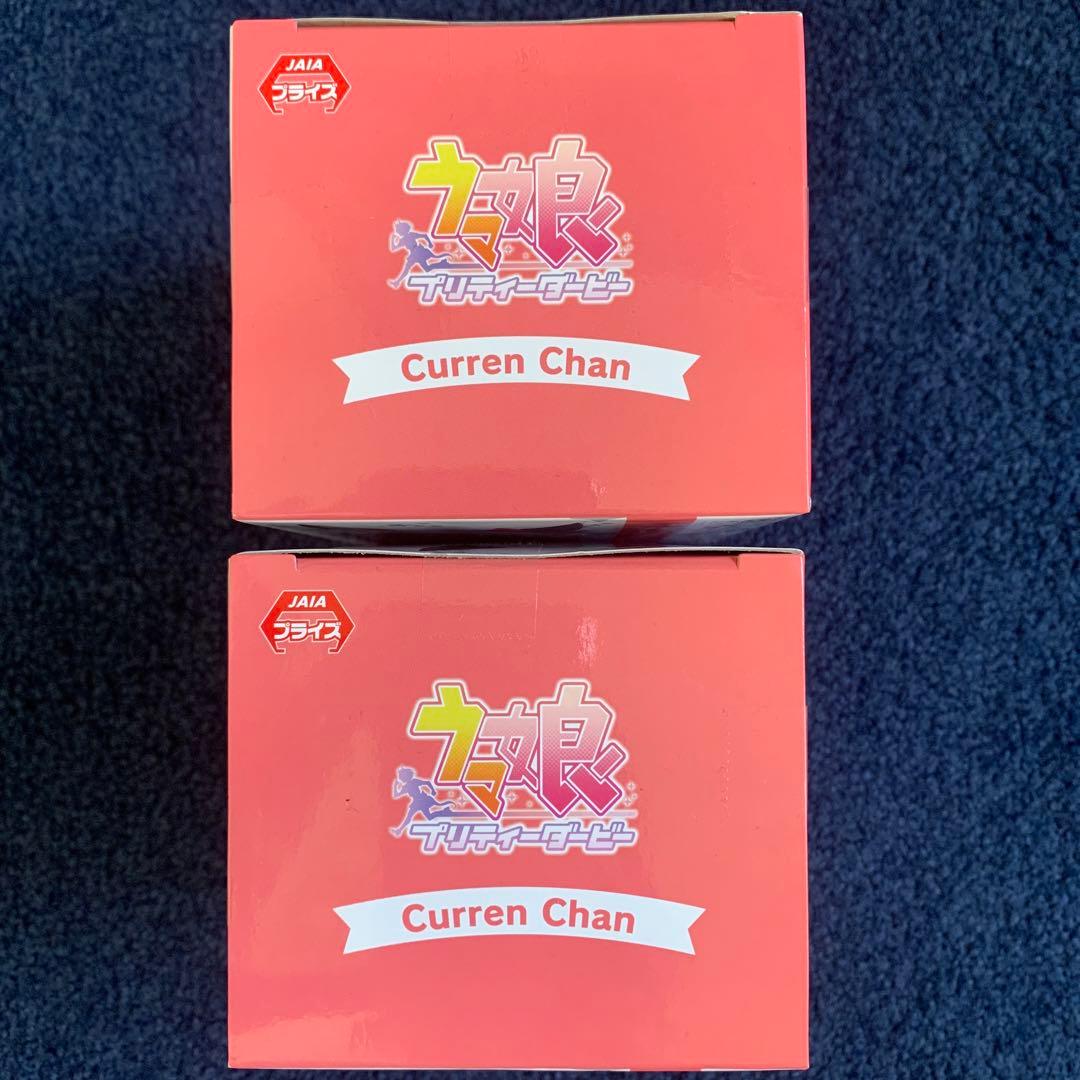 JAIA
プライズ
ウマ娘
プリティーダービー
Curren Chan
JAIA
プライズ
ウマ娘
プリティーダービー
Curren Chan